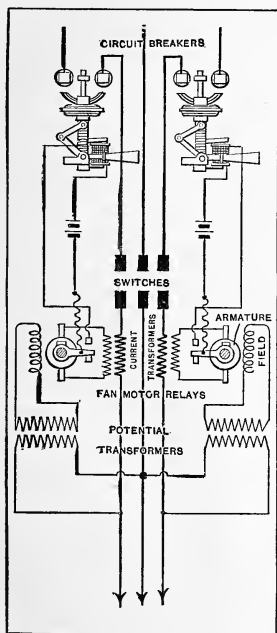 CIRCUIT BREAKERS
SWITCHES
CURRENT
TRANSFORMERS
ARMATURE
FIELD
FAN MOTOR RELAYS
POTENTIAL
TRANSFORMERS